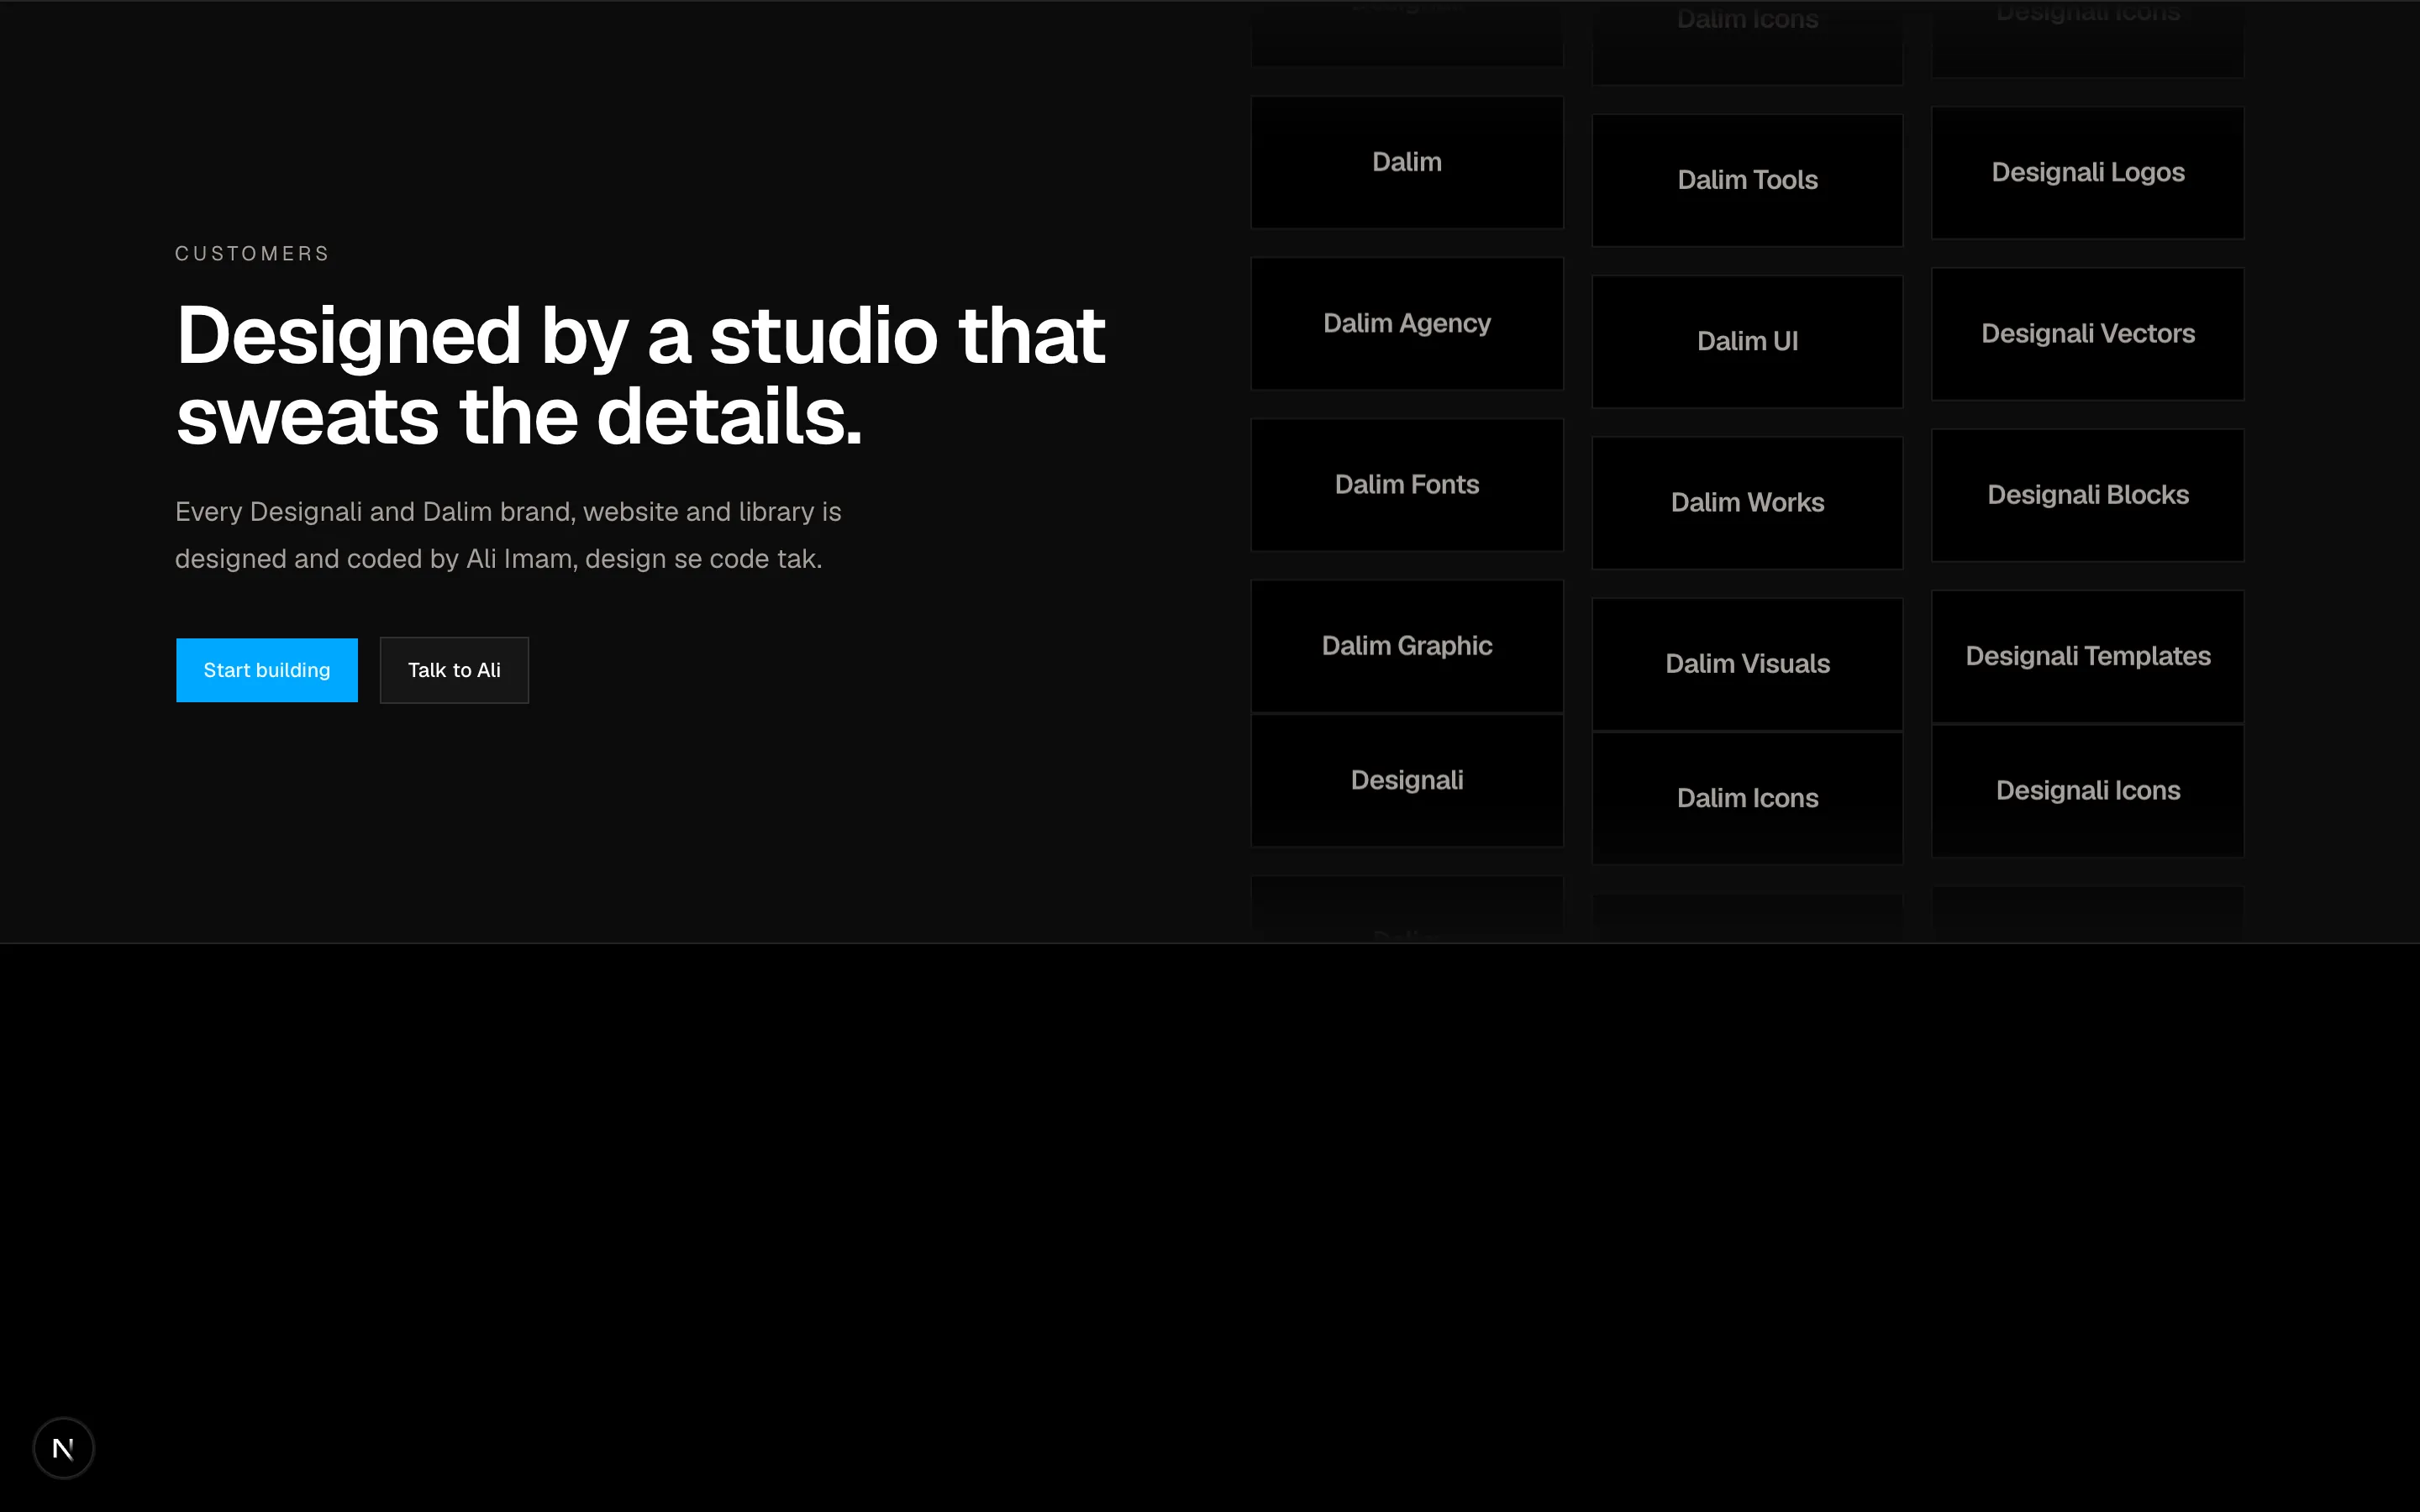 CUSTOMERS
Designed by a studio that
sweats the details.
Every Designali and Dalim brand, website and library is
designed and coded by Ali Imam, design se code tak.
Start building
Talk to Ali
Dalim
Dalim Agency
Dalim Fonts
Dalim Graphic
Designali
Dalim Icons
Dalim Tools
Dalim UI
Dalim Works
Dalim Visuals
Dalim Icons
Designali Icons
Designali Logos
Designali Vectors
Designali Blocks
Designali Templates
Designali Icons
N